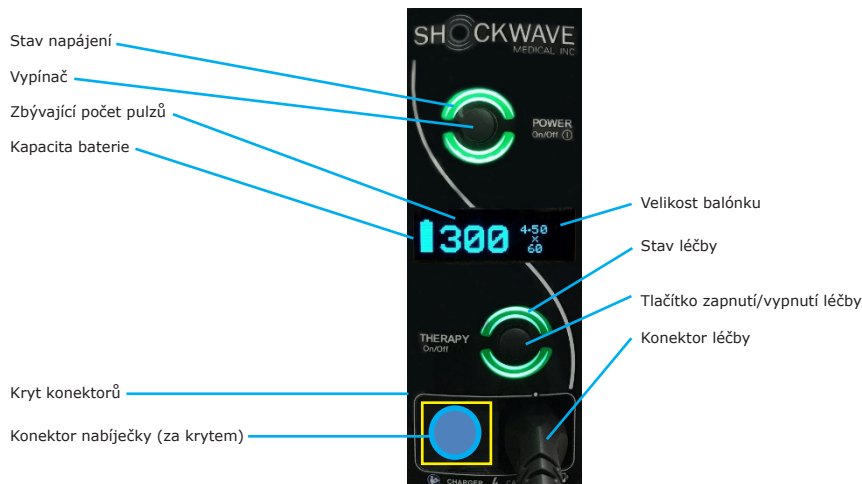 Stav napájení
Vypínač
Zbývající počet pulzů
Kapacita baterie
SHOCKWAVE
MEDICAL INC
POWER
On/Off
300
4.50
x
60
Velikost balónku
Stav léčby
Tlačítko zapnutí/vypnutí léčby
Konektor léčby
THERAPY
On/Off
Kryt konektorů
Konektor nabíječky (za krytem)
CHARGER